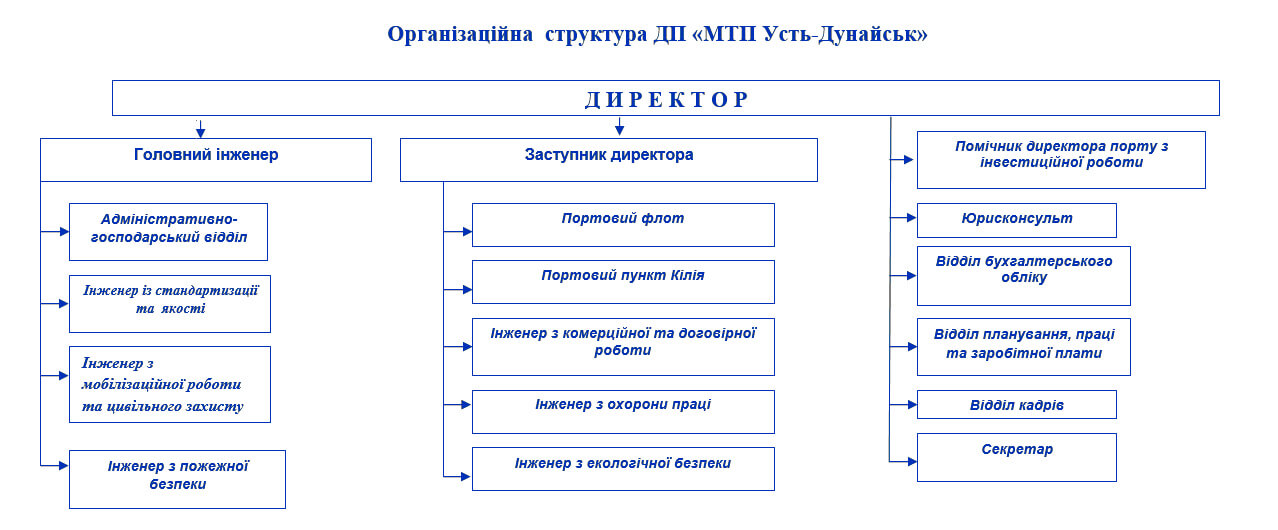 Організаційна структура ДП «МТП Усть-Дунайськ»
Д И Р Е К Т О Р
Головний інженер
Адміністративно-
господарський відділ
Інженер із стандартизації
та якості
Інженер з
мобілізаційної роботи
та цивільного захисту
Інженер з пожежної
безпеки
Заступник директора
Портовий флот
Портовий пункт Кілія
Інженер з комерційної та договірної
роботи
Інженер з охорони праці
Інженер з екологічної безпеки
Помічник директора порту з
інвестиційної роботи
Юрисконсульт
Відділ бухгалтерського
обліку
Відділ планування, праці
та заробітної плати
Відділ кадрів
Секретар